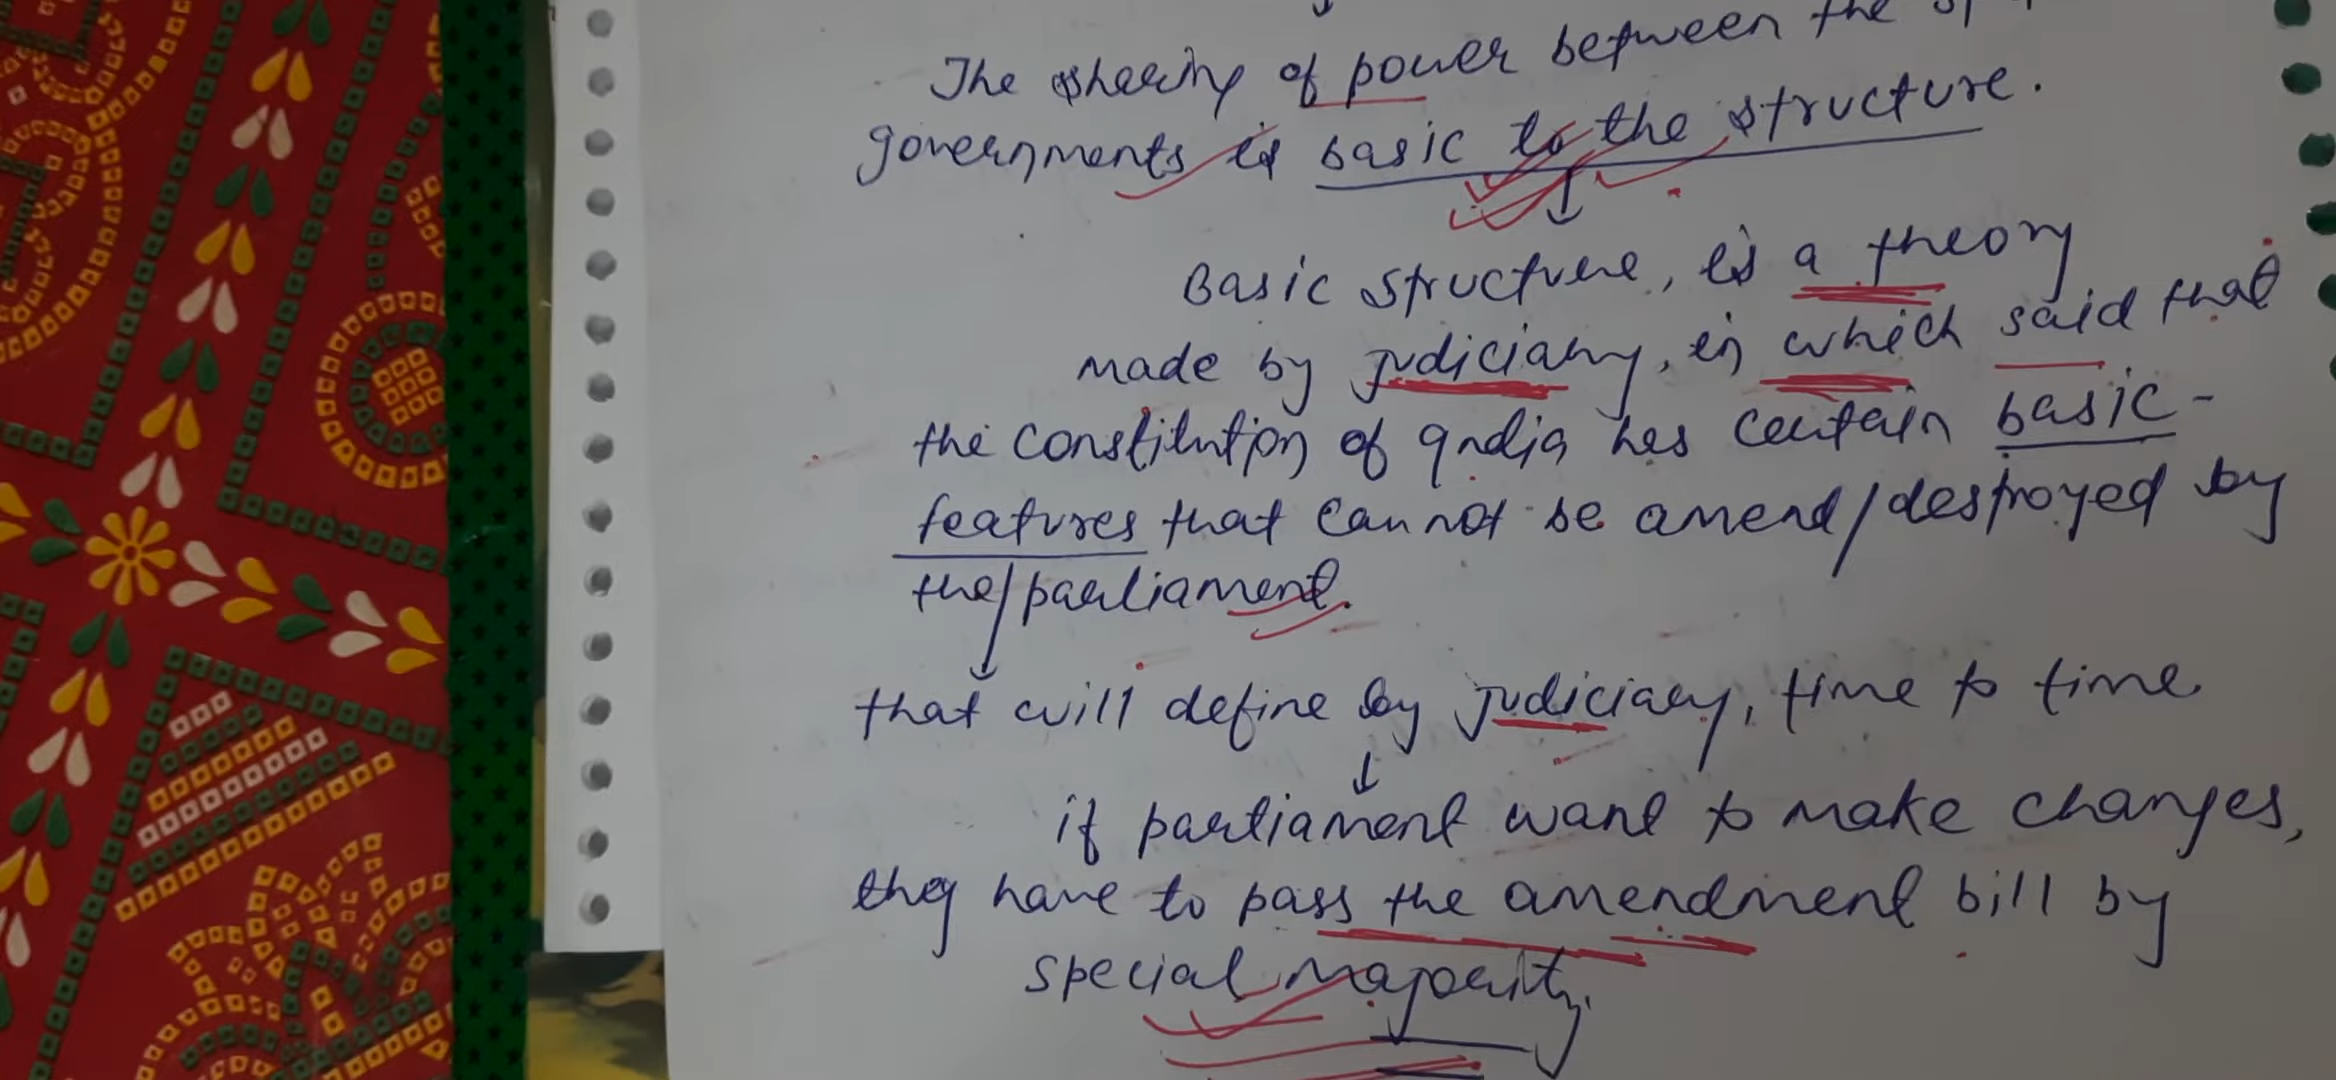 The sharing of power between the
governments is basic to the structure.
Basic structure, is a theory
made by judiciary, in which said that
the constitution of India has certain basic-
features that cannot be amend/destroyed by
the parliament.
that will define by judiciary, time to time
if parliament want to make changes,
they have to pass the amendment bill by
special majority.